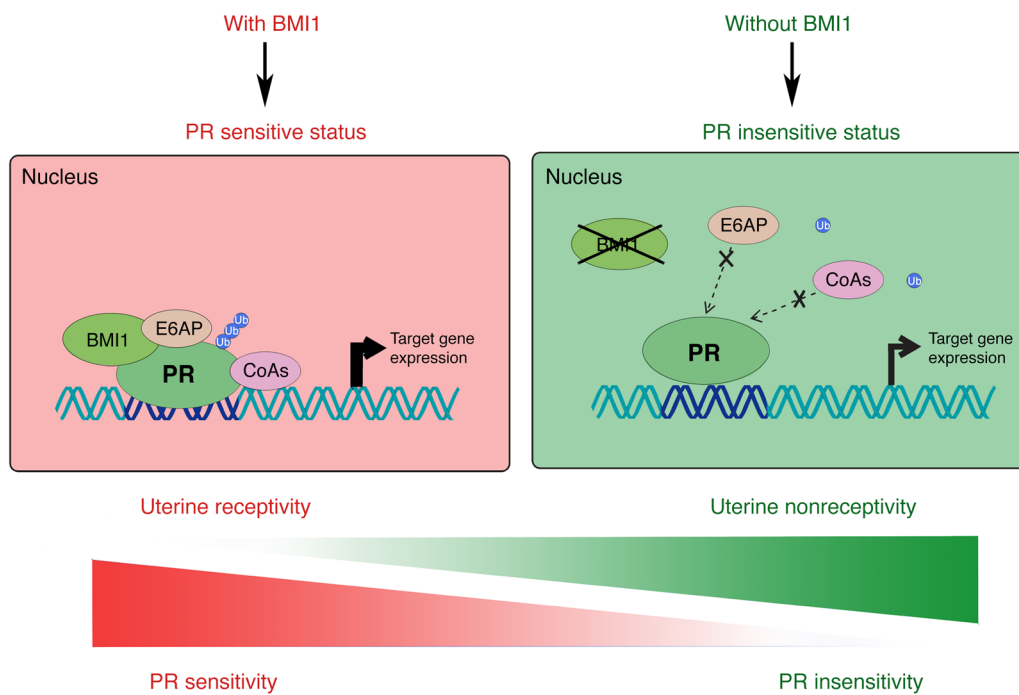 With BMI1
Without BMI1
PR sensitive status
PR insensitive status
Nucleus
BMI1
E6AP
PR
Ub
Ub
Ub
CoAs
Target gene
expression
Nucleus
BMI1
E6AP
Ub
CoAs
Ub
PR
Target gene
expression
Uterine receptivity
Uterine nonreceptivity
PR sensitivity
PR insensitivity